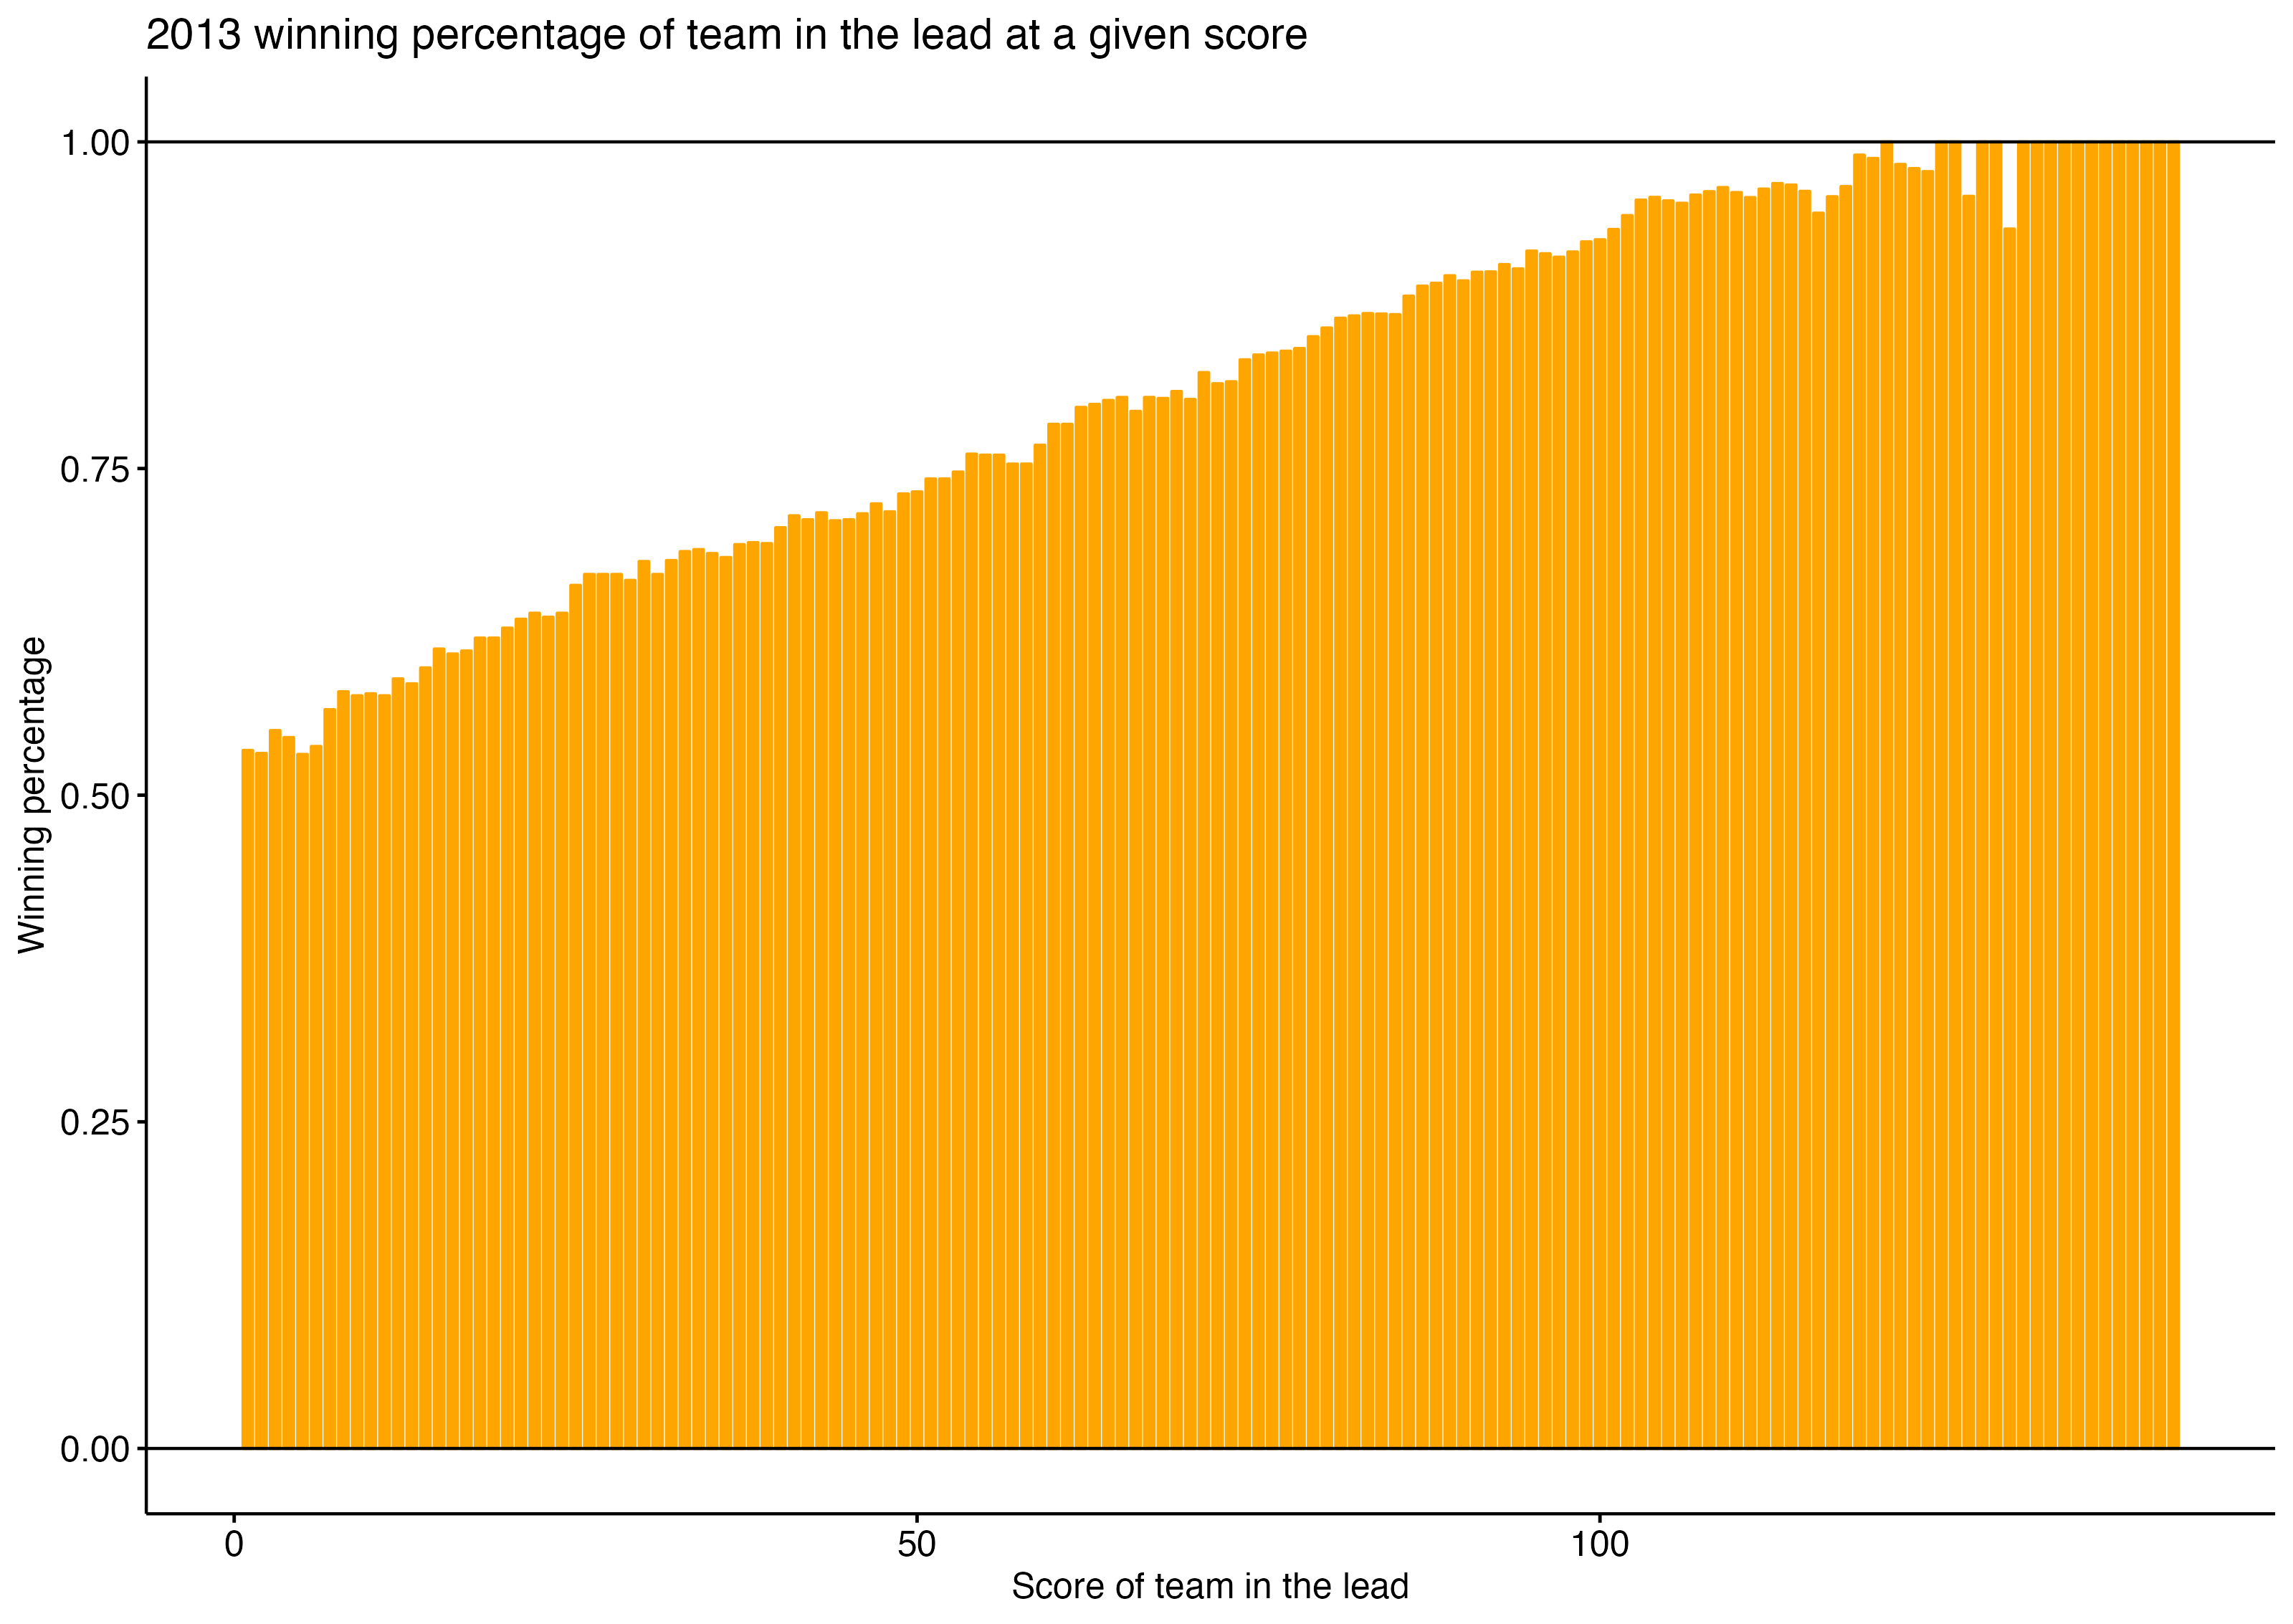 2013 winning percentage of team in the lead at a given score
1.00
0.75
0.50
0.25
0.00
Winning percentage
0 50 100
Score of team in the lead